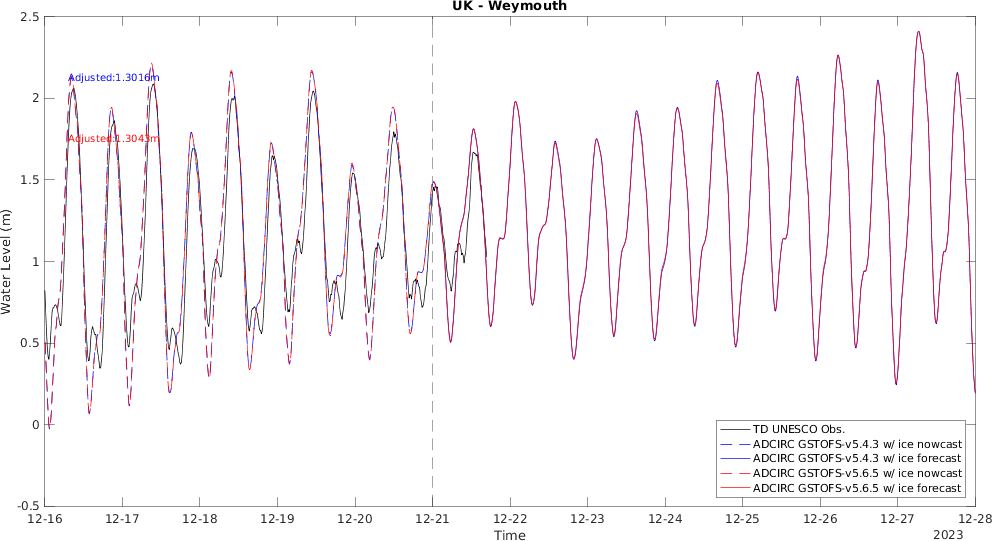 UK - Weymouth
2.5
2
1.5
1
0.5
0
-0.5
Water Level (m)
Adjusted:1.3016m
Adjusted:1.3043m
TD UNESCO Obs.
ADCIRC GSTOFS-v5.4.3 w/ ice nowcast
ADCIRC GSTOFS-v5.4.3 w/ ice forecast
ADCIRC GSTOFS-v5.6.5 w/ ice nowcast
ADCIRC GSTOFS-v5.6.5 w/ ice forecast
12-16 12-17 12-18 12-19 12-20 12-21 12-22 12-23 12-24 12-25 12-26 12-27 12-28
Time
2023